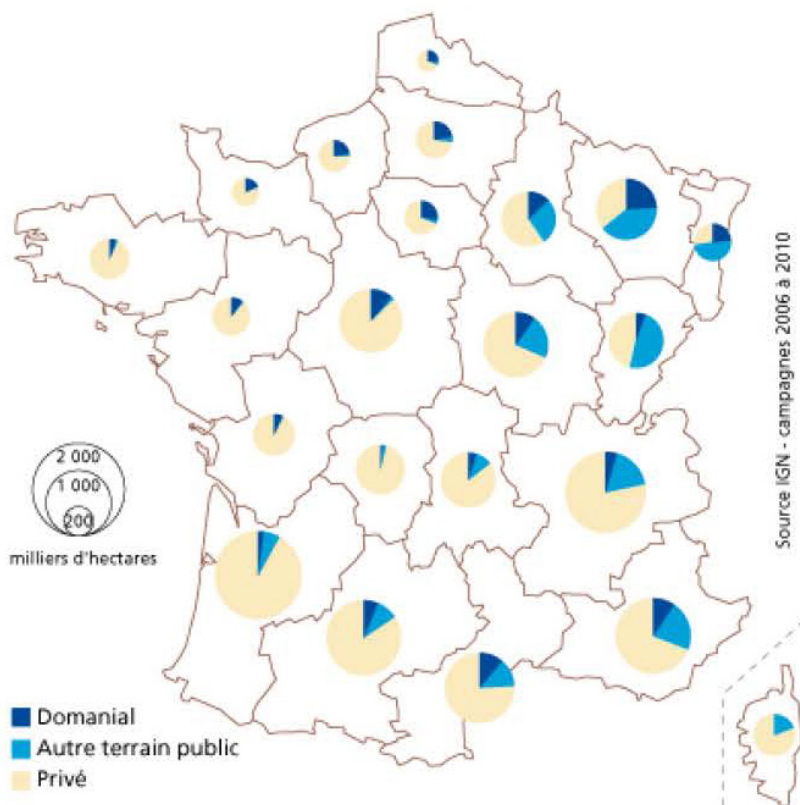 2 000
1 000
200
milliers d'hectares
Domanial
Autre terrain public
Privé
Source IGN - campagnes 2006 à 2010